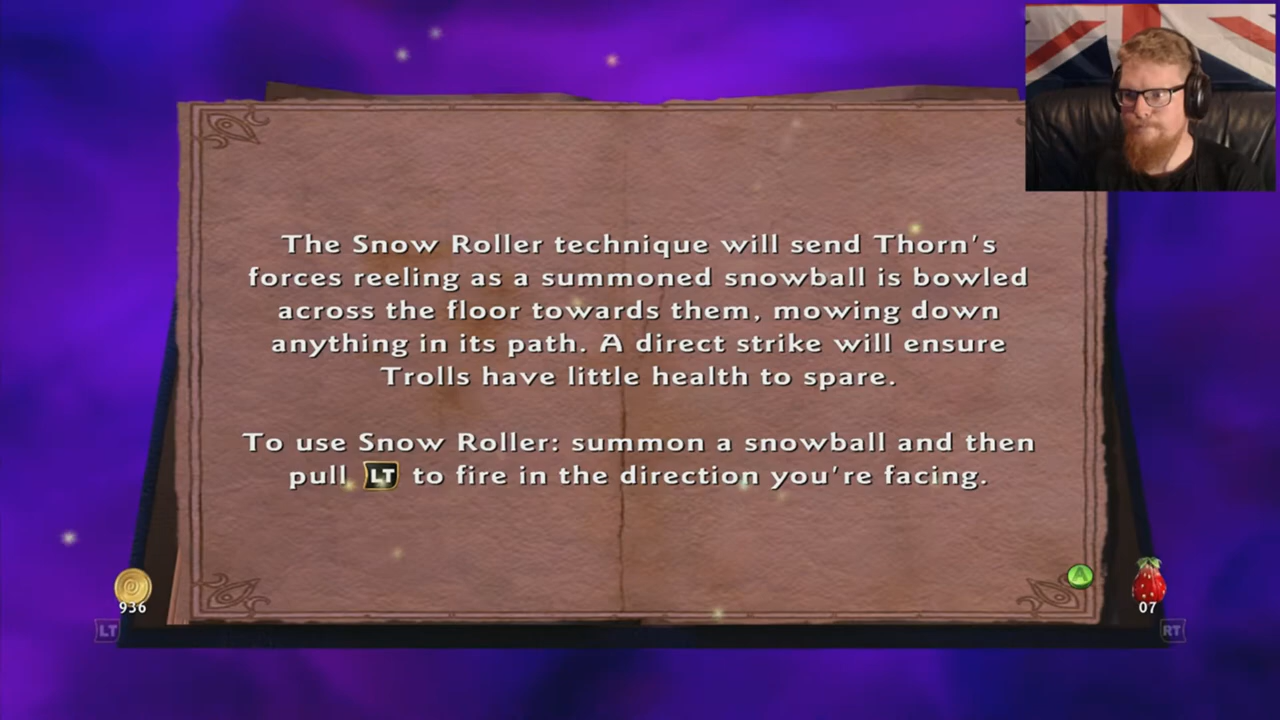 The Snow Roller technique will send Thorn's
forces reeling as a summoned snowball is bowled
across the floor towards them, mowing down
anything in its path. A direct strike will ensure
Trolls have little health to spare.
To use Snow Roller: summon a snowball and then
pull LT to fire in the direction you're facing.
A
936
07
LT
RT